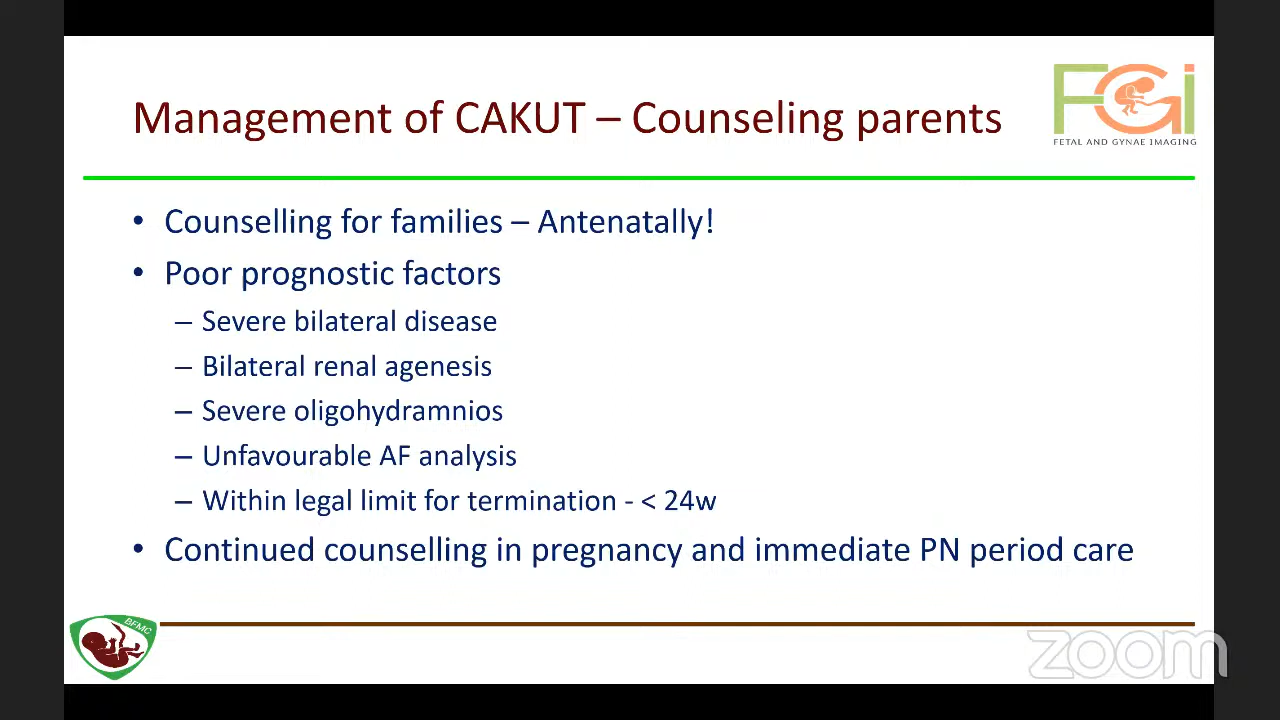 Management of CAKUT – Counseling parents
FGi
FETAL AND GYNAE IMAGING
• Counselling for families – Antenatally!
• Poor prognostic factors
– Severe bilateral disease
– Bilateral renal agenesis
– Severe oligohydramnios
– Unfavourable AF analysis
– Within legal limit for termination - < 24w
• Continued counselling in pregnancy and immediate PN period care
BFMC
zoom